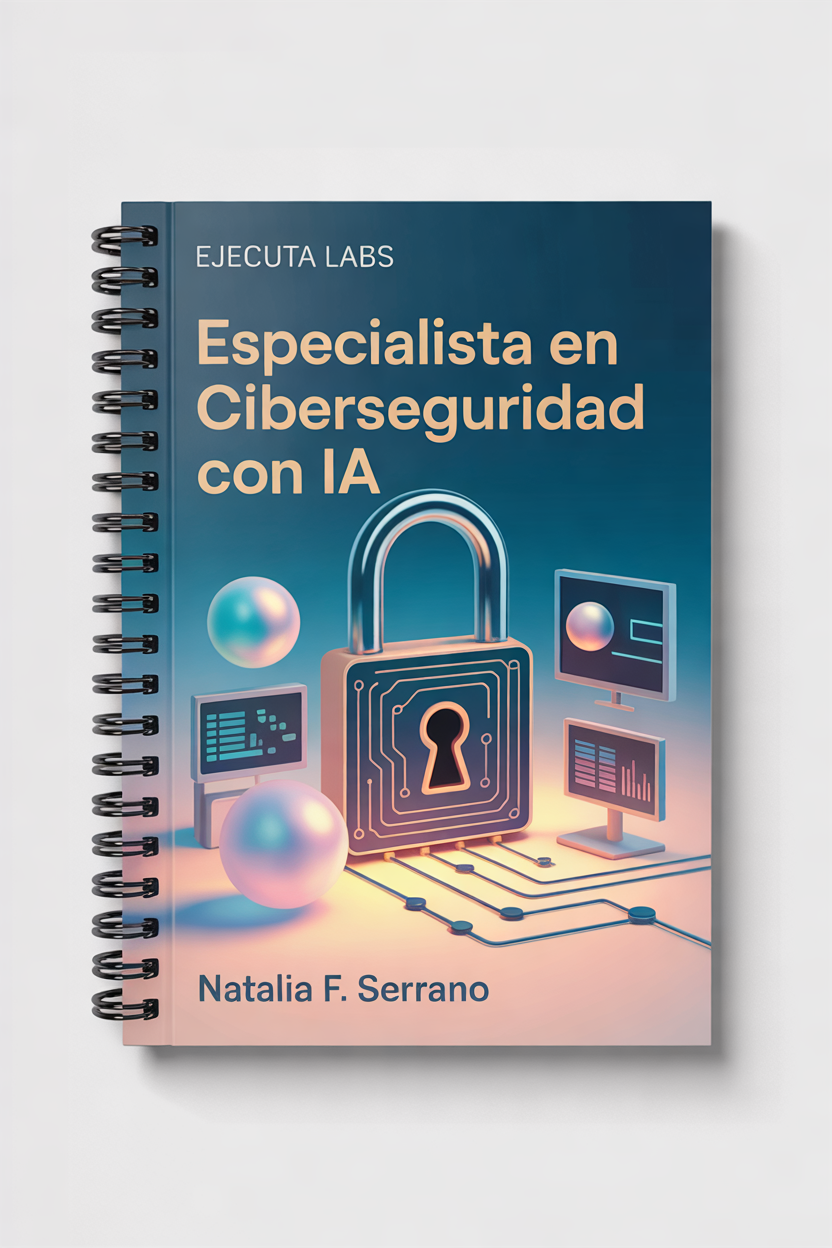 EJECUTA LABS
Especialista en
Ciberseguridad
con IA
Natalia F. Serrano